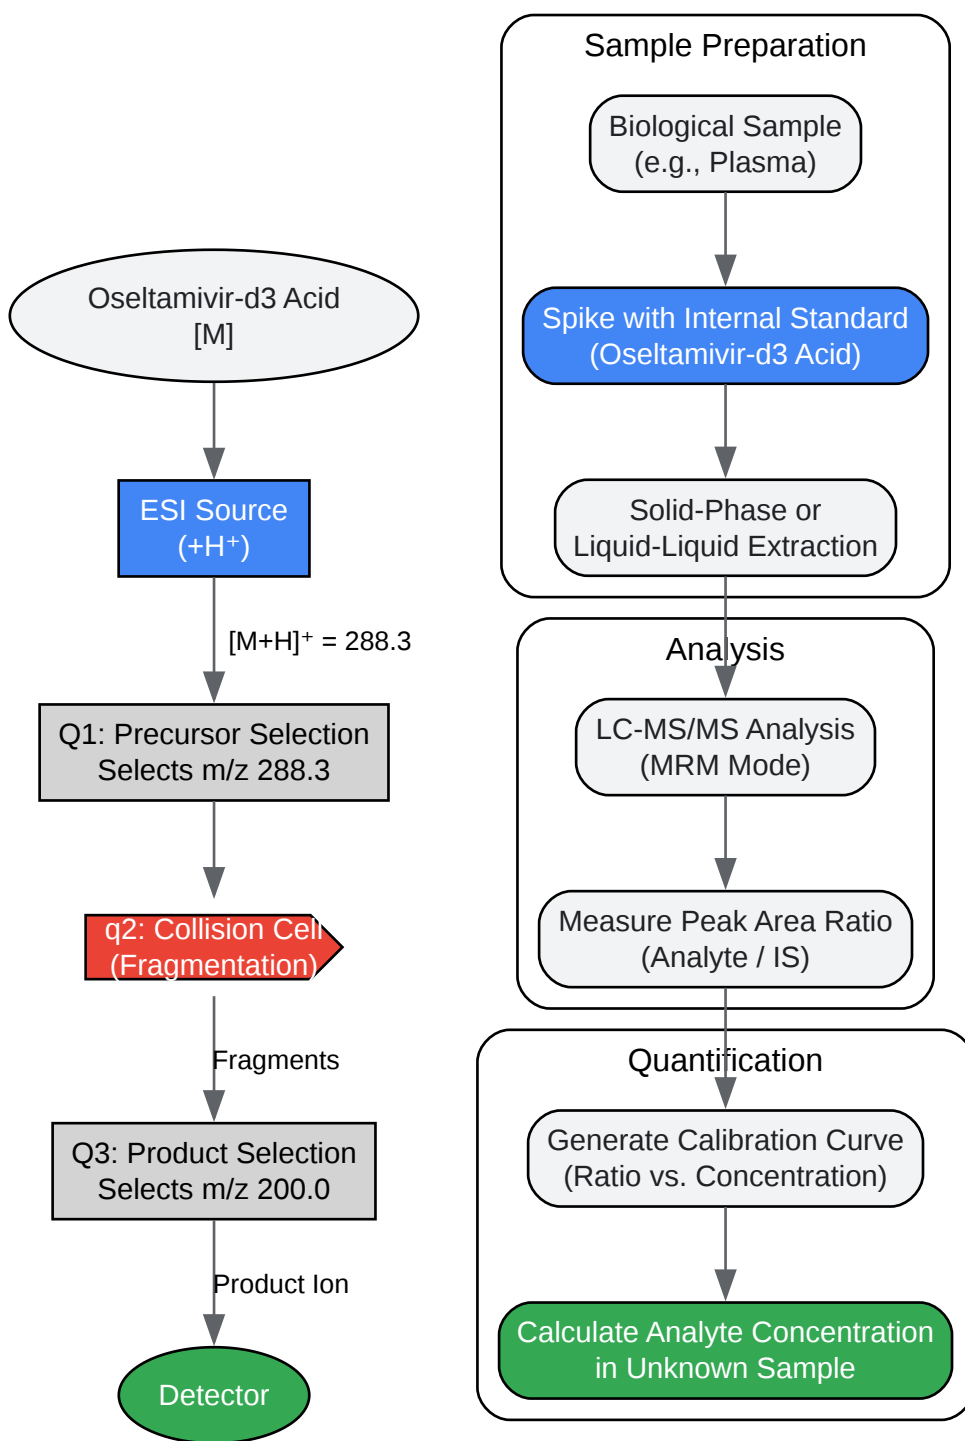 Oseltamivir-d3 Acid
[M]
ESI Source
(+H⁺)
[M+H]⁺ = 288.3
Q1: Precursor Selection
Selects m/z 288.3
q2: Collision Cell
(Fragmentation)
Fragments
Q3: Product Selection
Selects m/z 200.0
Product Ion
Detector
Sample Preparation
Biological Sample
(e.g., Plasma)
Spike with Internal Standard
(Oseltamivir-d3 Acid)
Solid-Phase or
Liquid-Liquid Extraction
Analysis
LC-MS/MS Analysis
(MRM Mode)
Measure Peak Area Ratio
(Analyte / IS)
Quantification
Generate Calibration Curve
(Ratio vs. Concentration)
Calculate Analyte Concentration
in Unknown Sample